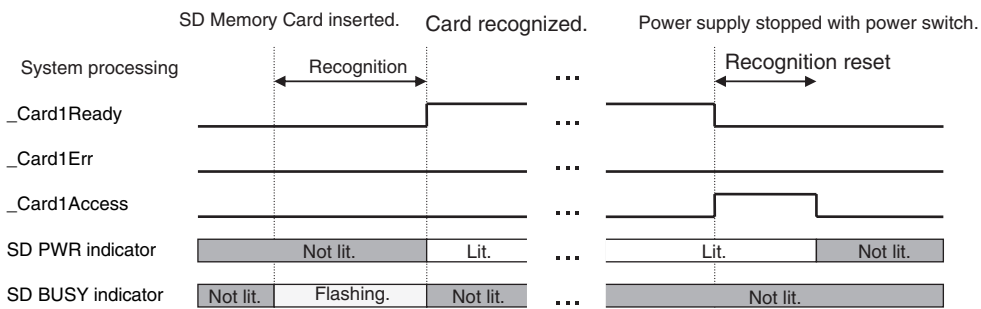 SD Memory Card inserted. Card recognized. Power supply stopped with power switch.
System processing Recognition ... Recognition reset
_Card1Ready ...
_Card1Err ...
_Card1Access ...
SD PWR indicator Not lit. Lit. ... Lit. Not lit.
SD BUSY indicator Not lit. Flashing. Not lit. ... Not lit.